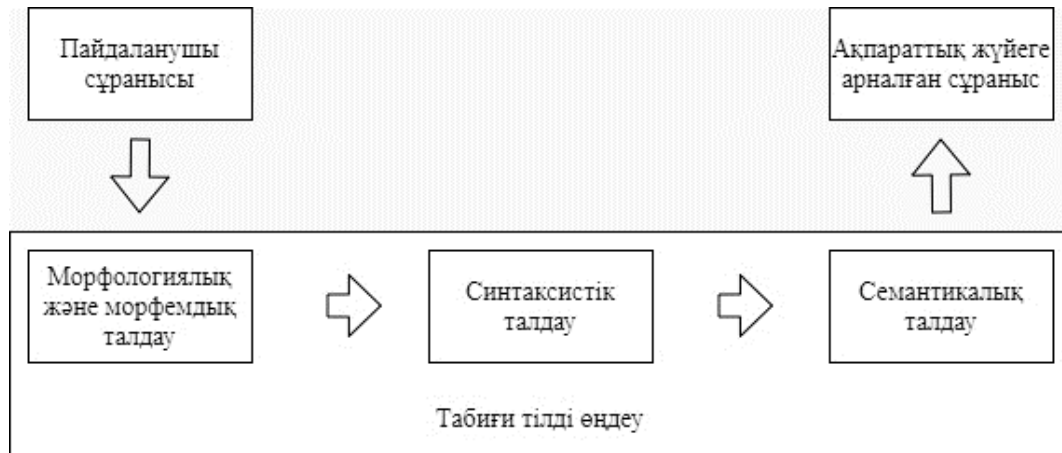 Пайдаланушы
сұранысы
Ақпараттық жүйеге
арналған сұраныс
Морфологиялық
және морфемдық
талдау
Синтаксистік
талдау
Семантикалық
талдау
Табиғи тілді өңдеу